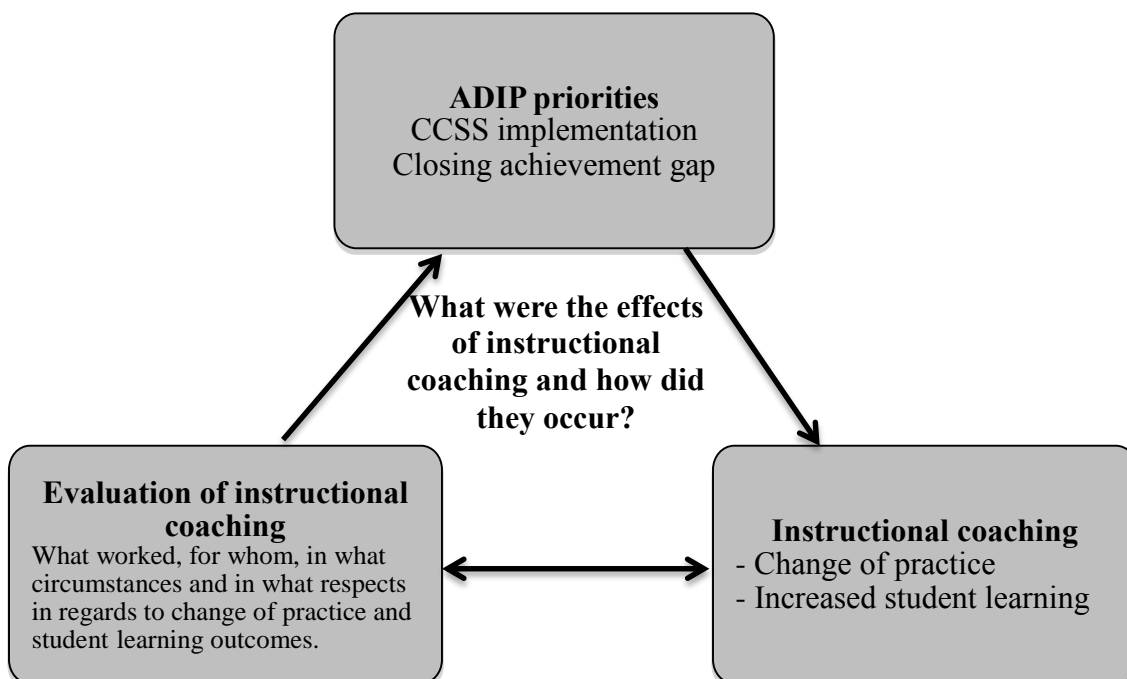 ADIP priorities
CCSS implementation
Closing achievement gap
What were the effects
of instructional
coaching and how did
they occur?
Evaluation of instructional
coaching
What worked, for whom, in what
circumstances and in what respects
in regards to change of practice and
student learning outcomes.
Instructional coaching
- Change of practice
- Increased student learning